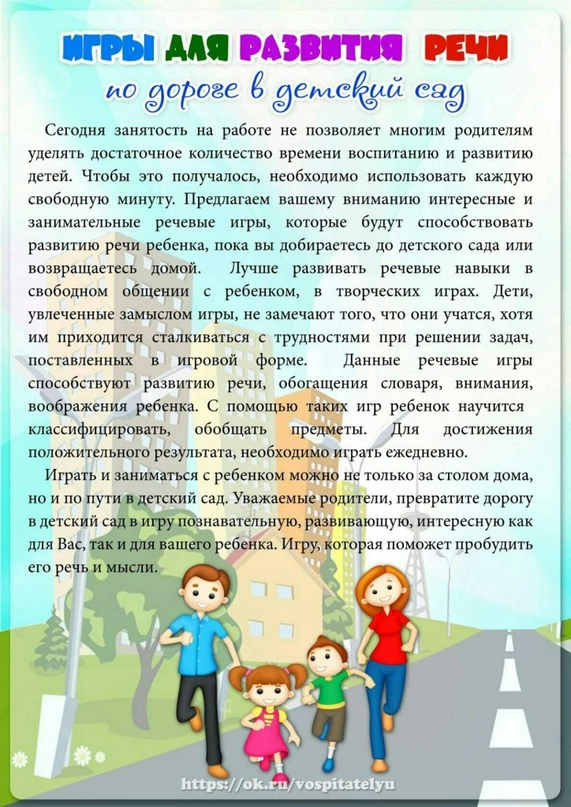 ИГРЫ ДЛЯ РАЗВИТИЯ РЕЧИ
по дороге в детский сад
Сегодня занятость на работе не позволяет многим родителям
уделять достаточное количество времени воспитанию и развитию
детей. Чтобы это получалось, необходимо использовать каждую
свободную минуту. Предлагаем вашему вниманию интересные и
занимательные речевые игры, которые будут способствовать
развитию речи ребенка, пока вы добираетесь до детского сада или
возвращаетесь домой. Лучше развивать речевые навыки в
свободном общении с ребенком, в творческих играх. Дети,
увлеченные замыслом игры, не замечают того, что они учатся, хотя
им приходится сталкиваться с трудностями при решении задач,
поставленных в игровой форме. Данные речевые игры
способствуют развитию речи, обогащения словаря, внимания,
воображения ребенка. С помощью таких игр ребенок научится
классифицировать, обобщать предметы. Для достижения
положительного результата, необходимо играть ежедневно.
Играть и заниматься с ребенком можно не только за столом дома,
но и по пути в детский сад. Уважаемые родители, превратите дорогу
в детский сад в игру познавательную, развивающую, интересную как
для Вас, так и для вашего ребенка. Игру, которая поможет пробудить
его речь и мысли.
https://ok.ru/vospitatelyu